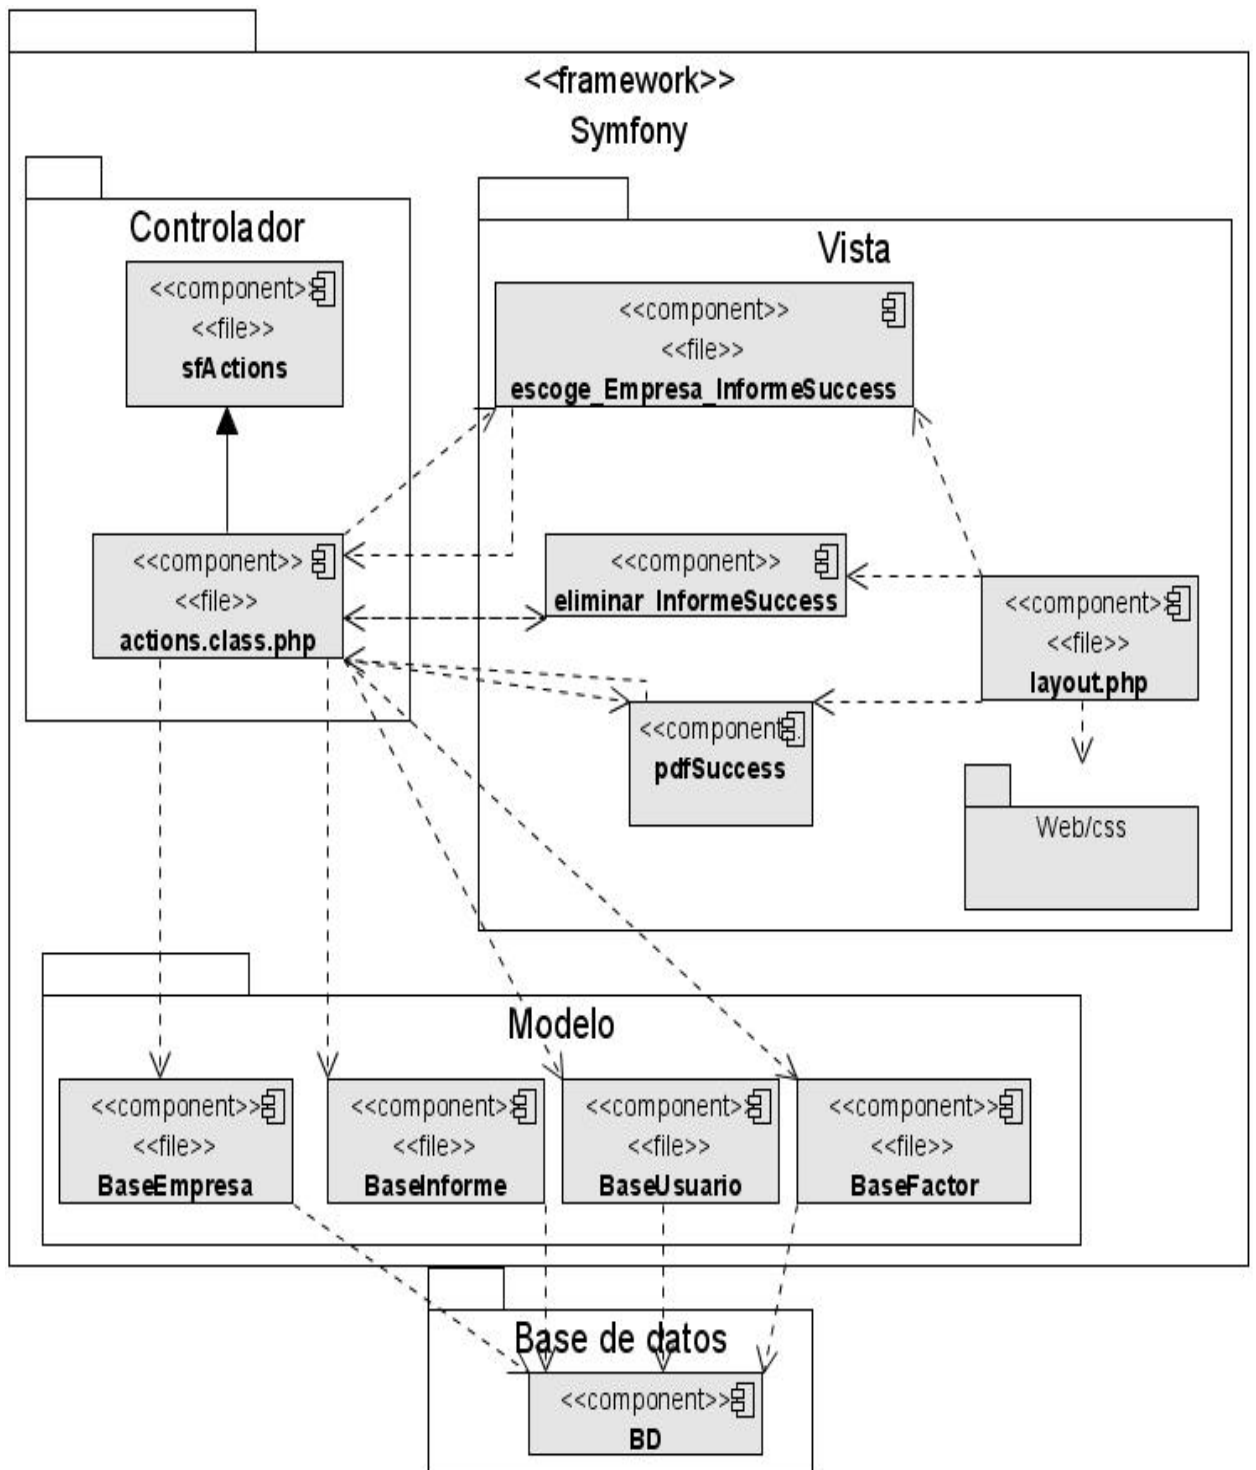 <<framework>>
Symfony
Controlador
<<component>>
<<file>>
sfActions
<<component>>
<<file>>
actions.class.php
Vista
<<component>>
<<file>>
escoge_Empresa_InformeSuccess
<<component>>
<<file>>
eliminar_InformeSuccess
<<component>>
<<file>>
layout.php
<<component..
pdfSuccess
Web/css
Modelo
<<component>>
<<file>>
BaseEmpresa
<<component>>
<<file>>
BaseInforme
<<component>>
<<file>>
BaseUsuario
<<component>>
<<file>>
BaseFactor
Base de datos
<<component>>
BD